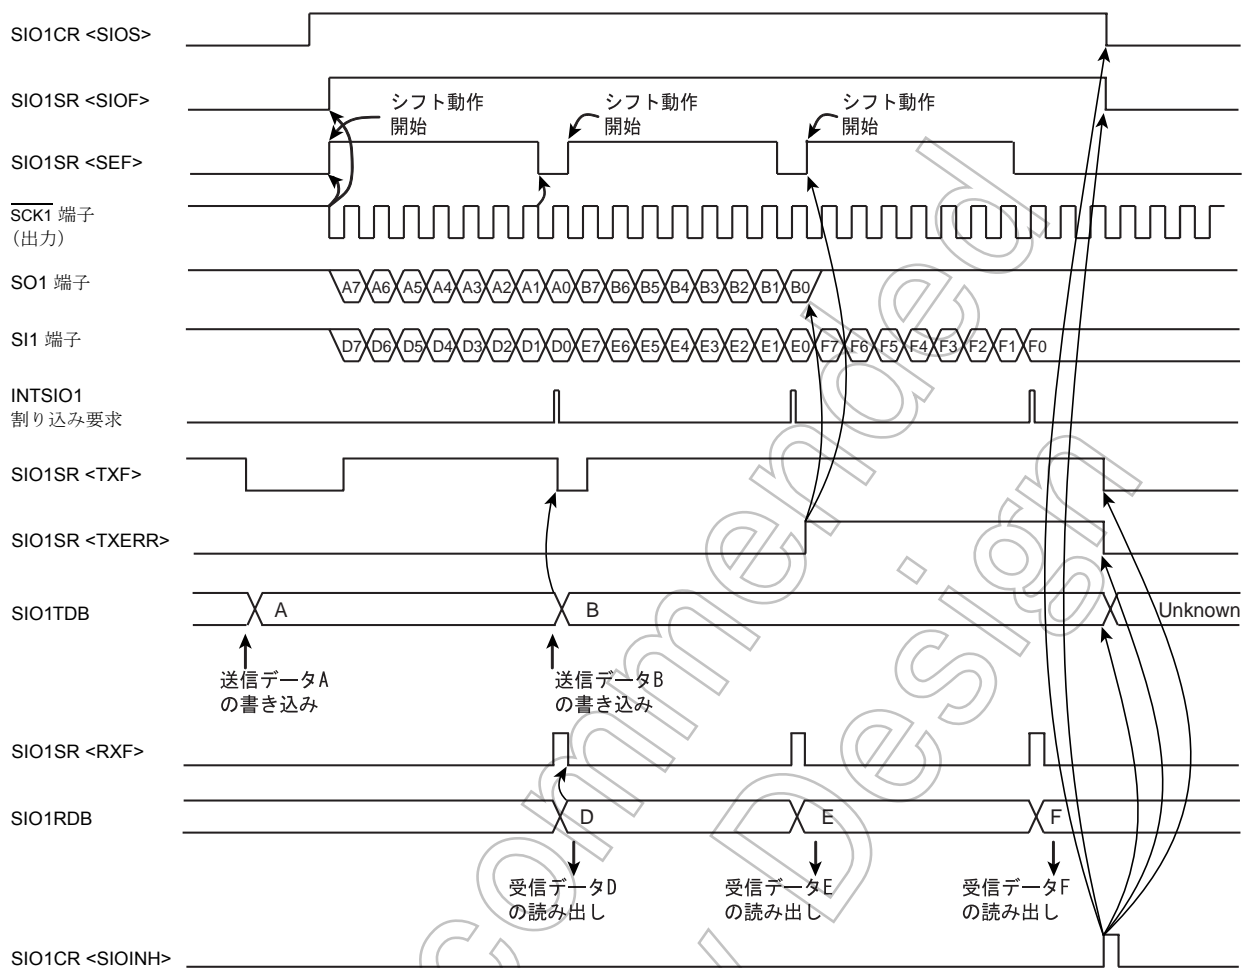 SIO1CR <SIOS>
SIO1SR <SIOF>
シフト動作
開始
シフト動作
開始
シフト動作
開始
SIO1SR <SEF>
SCK1 端子
（出力）
SO1 端子
A7 A6 A5 A4 A3 A2 A1 A0 B7 B6 B5 B4 B3 B2 B1 B0
SI1 端子
D7 D6 D5 D4 D3 D2 D1 D0 E7 E6 E5 E4 E3 E2 E1 E0 F7 F6 F5 F4 F3 F2 F1 F0
INTSIO1
割り込み要求
SIO1SR <TXF>
SIO1SR <TXERR>
SIO1TDB
A
B
Unknown
送信データA
の書き込み
送信データB
の書き込み
SIO1SR <RXF>
SIO1RDB
D
E
F
受信データD
の読み出し
受信データE
の読み出し
受信データF
の読み出し
SIO1CR <SIOINH>
commended
Design